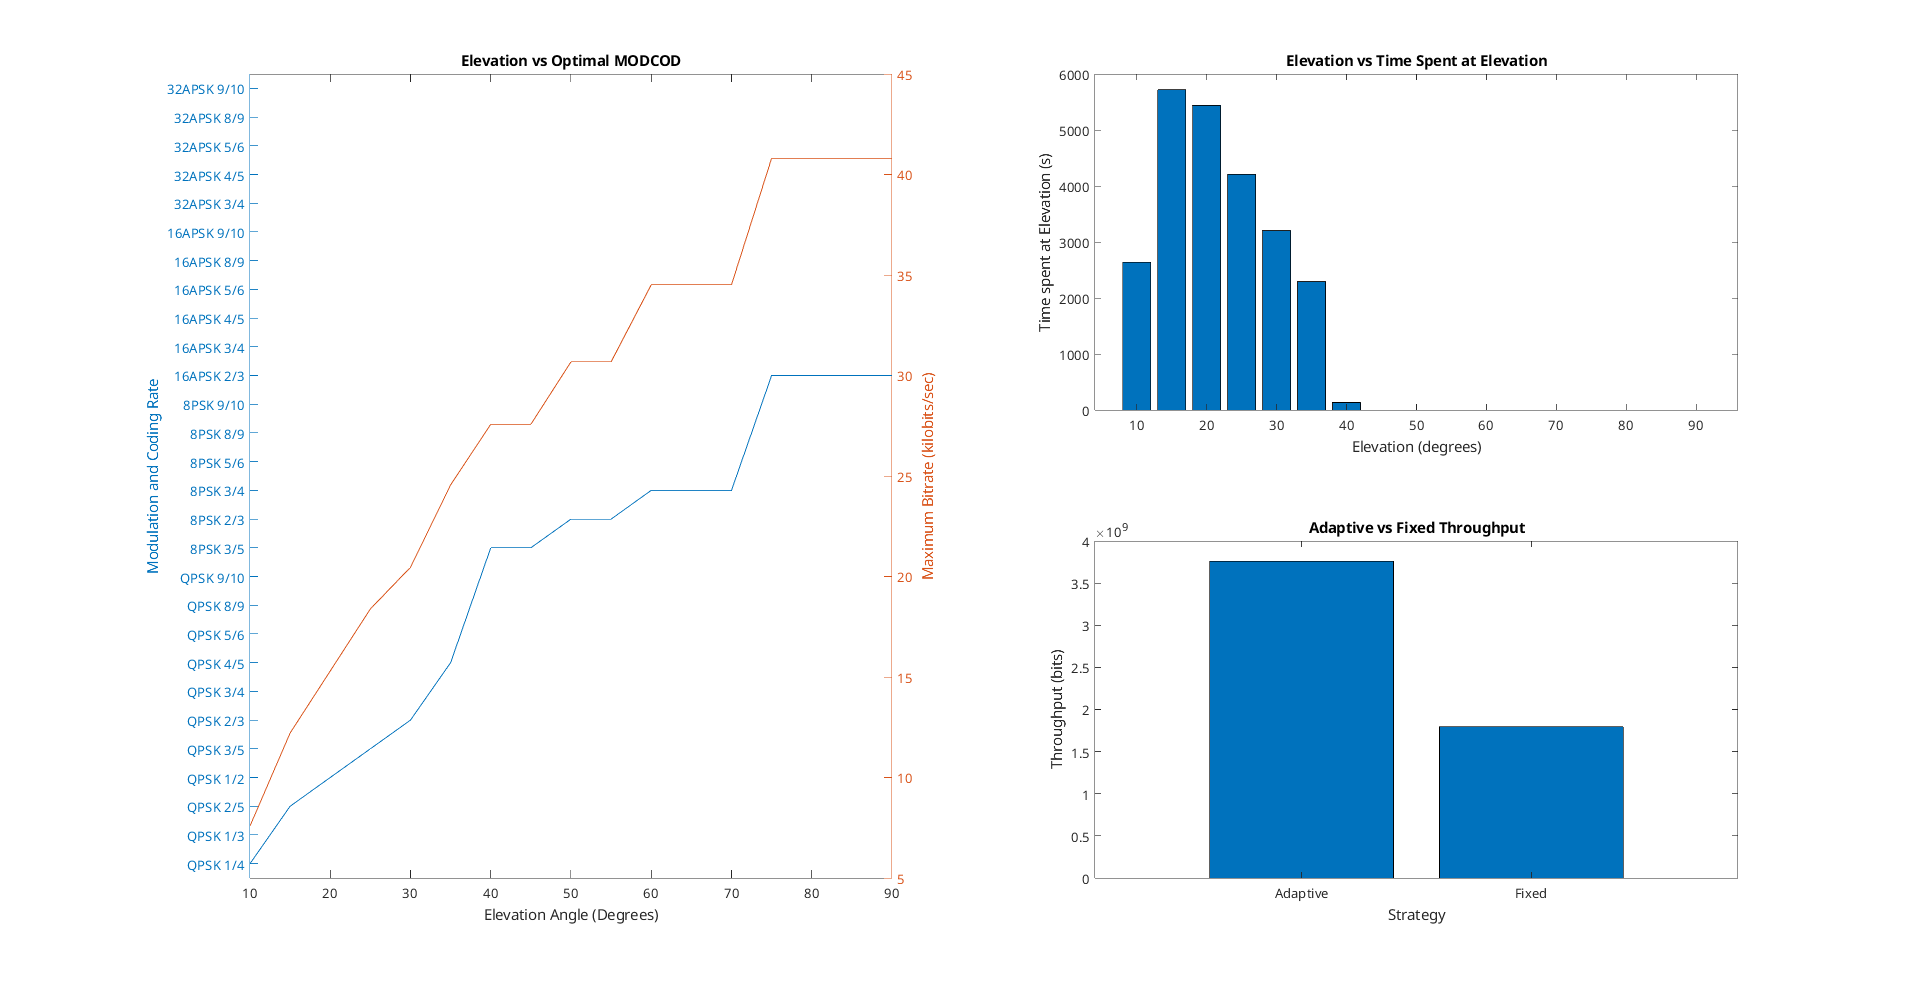 Elevation vs Optimal MODCOD
Modulation and Coding Rate
32APSK 9/10
32APSK 8/9
32APSK 5/6
32APSK 4/5
32APSK 3/4
16APSK 9/10
16APSK 8/9
16APSK 5/6
16APSK 4/5
16APSK 3/4
16APSK 2/3
8PSK 9/10
8PSK 8/9
8PSK 5/6
8PSK 3/4
8PSK 2/3
8PSK 3/5
QPSK 9/10
QPSK 8/9
QPSK 5/6
QPSK 4/5
QPSK 3/4
QPSK 2/3
QPSK 3/5
QPSK 1/2
QPSK 2/5
QPSK 1/3
QPSK 1/4
45
40
35
30
25
20
15
10
5
Maximum Bitrate (kilobits/sec)
10 20 30 40 50 60 70 80 90
Elevation Angle (Degrees)
Elevation vs Time Spent at Elevation
Time spent at Elevation (s)
6000
5000
4000
3000
2000
1000
0
10 20 30 40 50 60 70 80 90
Elevation (degrees)
Adaptive vs Fixed Throughput
×10⁹
Throughput (bits)
4
3.5
3
2.5
2
1.5
1
0.5
0
Adaptive Fixed
Strategy